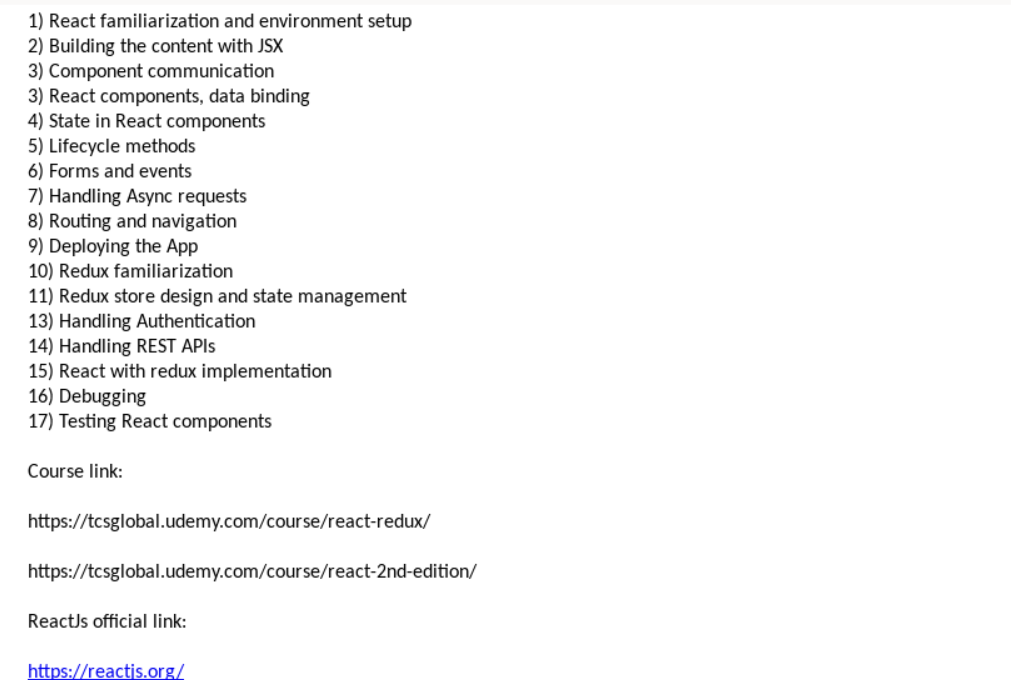 1) React familiarization and environment setup
2) Building the content with JSX
3) Component communication
3) React components, data binding
4) State in React components
5) Lifecycle methods
6) Forms and events
7) Handling Async requests
8) Routing and navigation
9) Deploying the App
10) Redux familiarization
11) Redux store design and state management
13) Handling Authentication
14) Handling REST APIs
15) React with redux implementation
16) Debugging
17) Testing React components
Course link:
https://tcsglobal.udemy.com/course/react-redux/
https://tcsglobal.udemy.com/course/react-2nd-edition/
ReactJs official link:
https://reactjs.org/